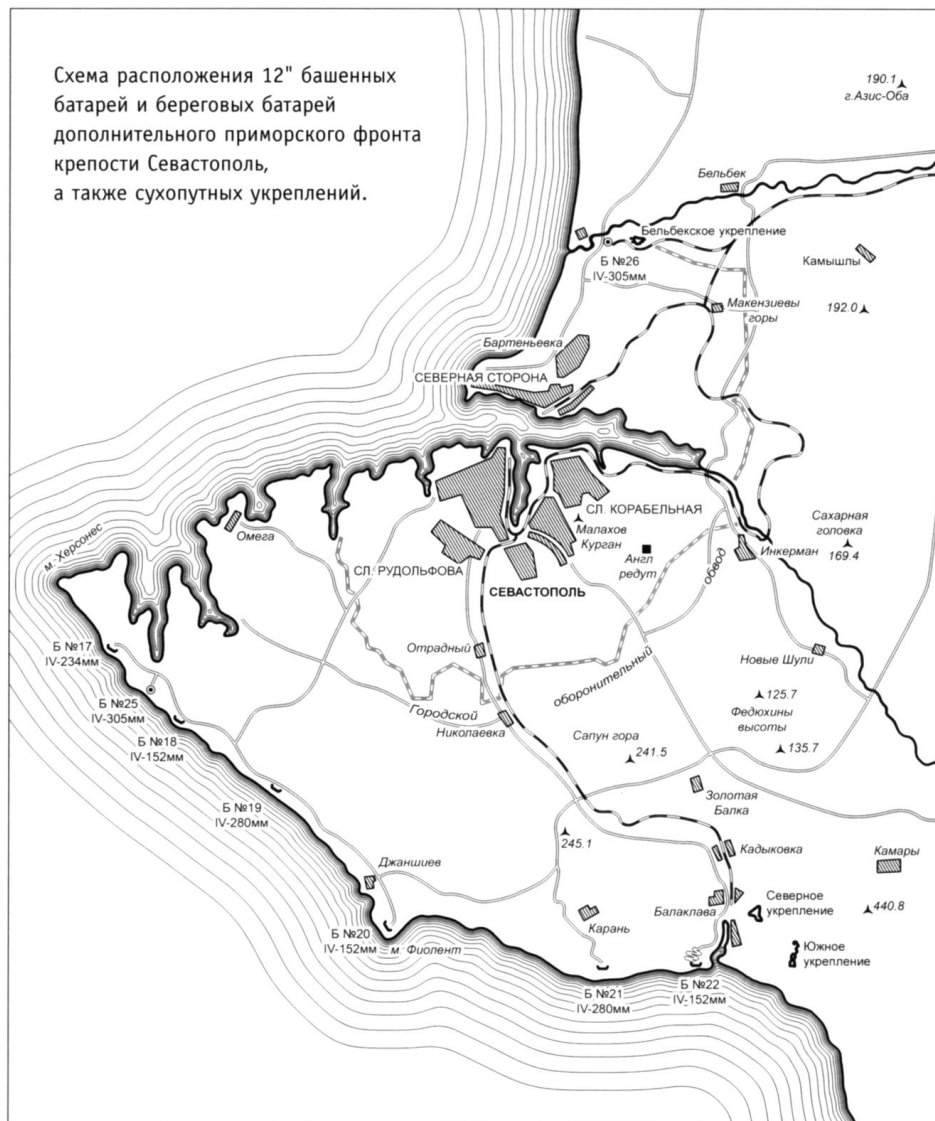 Схема расположения 12" башенных
батарей и береговых батарей
дополнительного приморского фронта
крепости Севастополь,
а также сухопутных укреплений.
190.1
г.Азис-Оба
Бельбек
Бельбекское укрепление
Б №26
IV-305мм
Камышлы
Макензиевы
горы
192.0
Бартеньевка
СЕВЕРНАЯ СТОРОНА
СЛ. КОРАБЕЛЬНАЯ
Малахов
Курган
Сахарная
головка
169.4
Омега
м. Херсонес
Англ
редут
обвод
Инкерман
СЛ. РУДОЛЬФОВА
СЕВАСТОПОЛЬ
Б №17
IV-234мм
Отрадный
Новые Шули
оборонительный
Б №25
IV-305мм
125.7
Городской
Федюхины
высоты
Николаевка
Сапун гора
Б №18
IV-152мм
241.5
135.7
Золотая
Балка
Б №19
IV-280мм
245.1
Кадыковка
Камары
Джаншиев
Северное
укрепление
440.8
Балаклава
Карань
Б №20
IV-152мм
м. Фиолент
Южное
укрепление
Б №21
IV-280мм
Б №22
IV-152мм